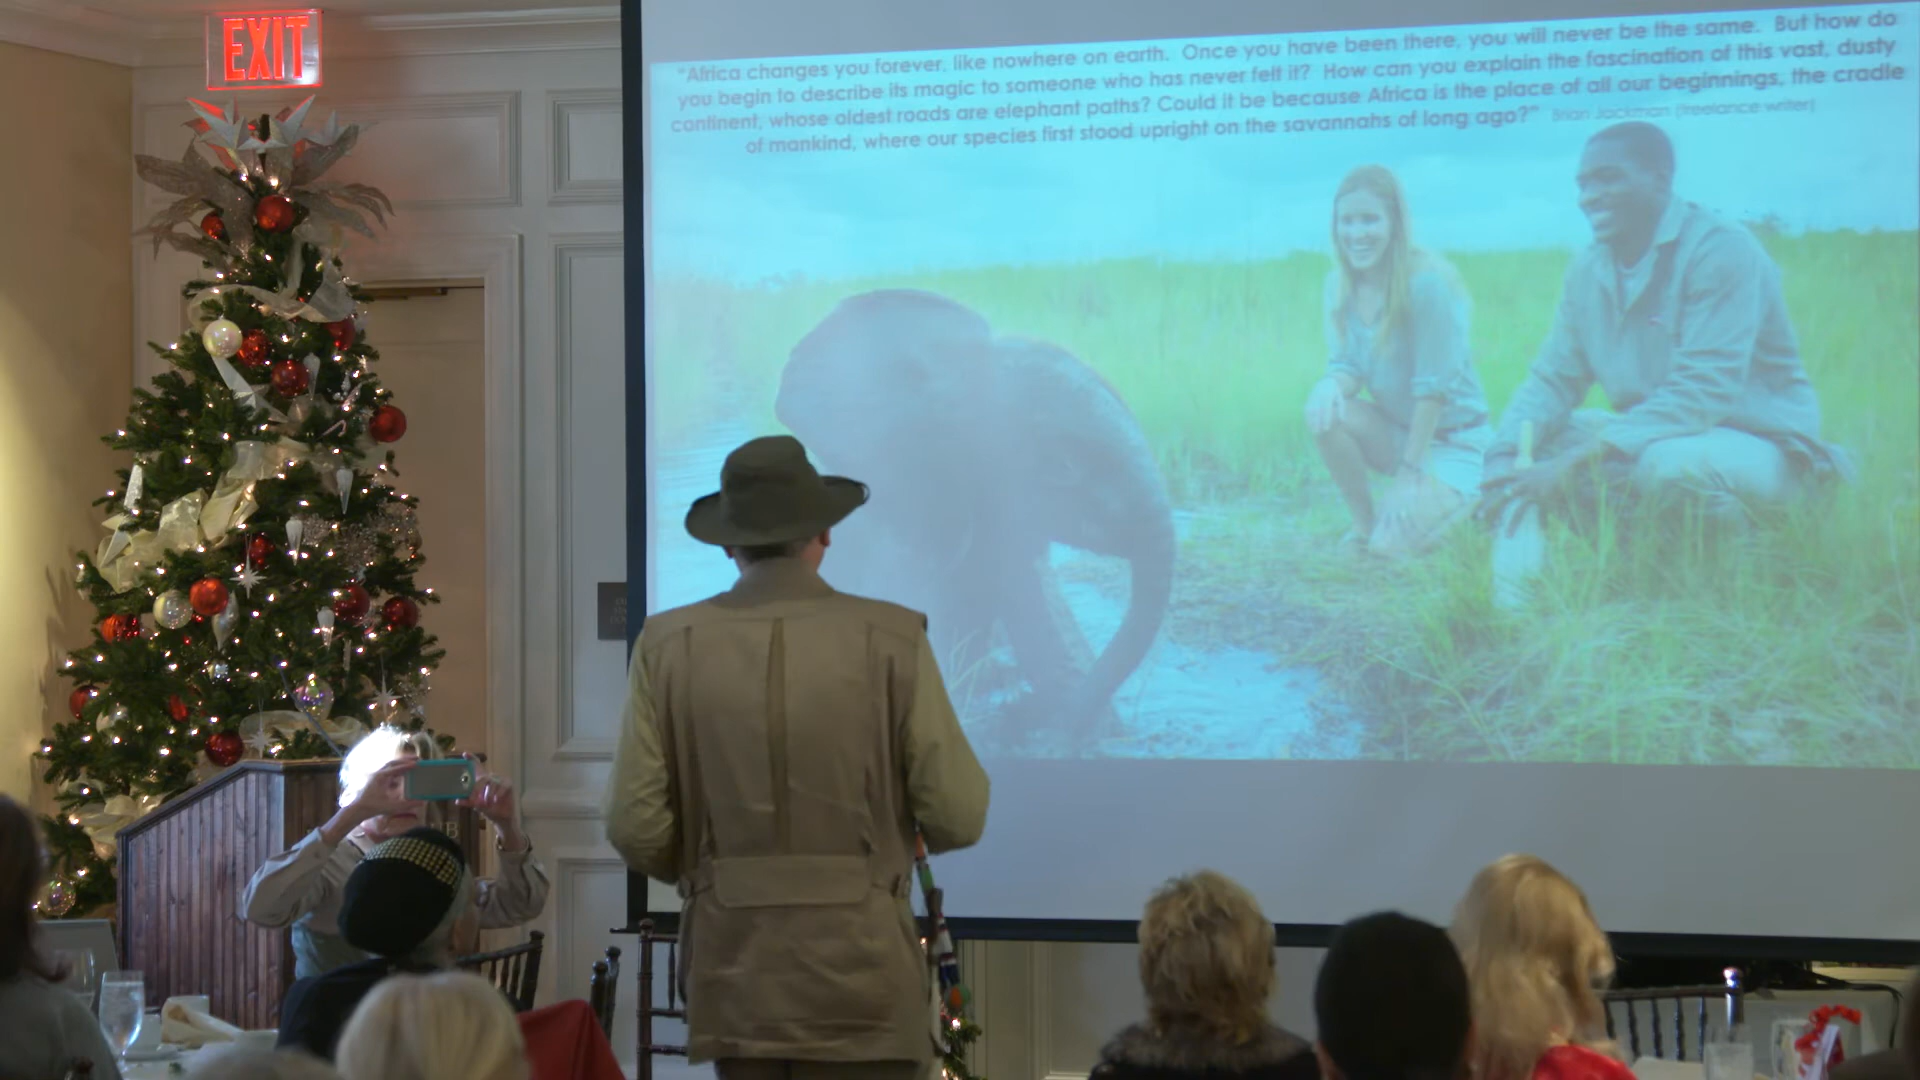 EXIT
"Africa changes you forever, like nowhere on earth. Once you have been there, you will never be the same. But how do
you begin to describe its magic to someone who has never felt it? How can you explain the fascination of this vast, dusty
continent, whose oldest roads are elephant paths? Could it be because Africa is the place of all our beginnings, the cradle
of mankind, where our species first stood upright on the savannahs of long ago?" Brian Jackman (freelance writer)